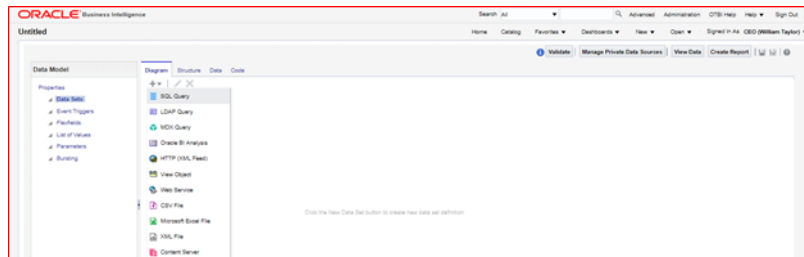 ORACLE Business Intelligence Search All Advanced Administration OTBI Help Help Sign Out
Untitled Home Catalog Favorites Dashboards New Open Signed In As CEO (William Taylor)
Validate Manage Private Data Sources View Data Create Report
Data Model Diagram Structure Data Code
Properties
Data Sets SQL Query
Event Triggers LDAP Query
Flexfields MDX Query
List of Values Oracle BI Analysis
Parameters HTTP (XML Feed)
Bursting View Object
Web Service
CSV File
Click the New Data Set button to create new data set definition
Microsoft Excel File
XML File
Content Server